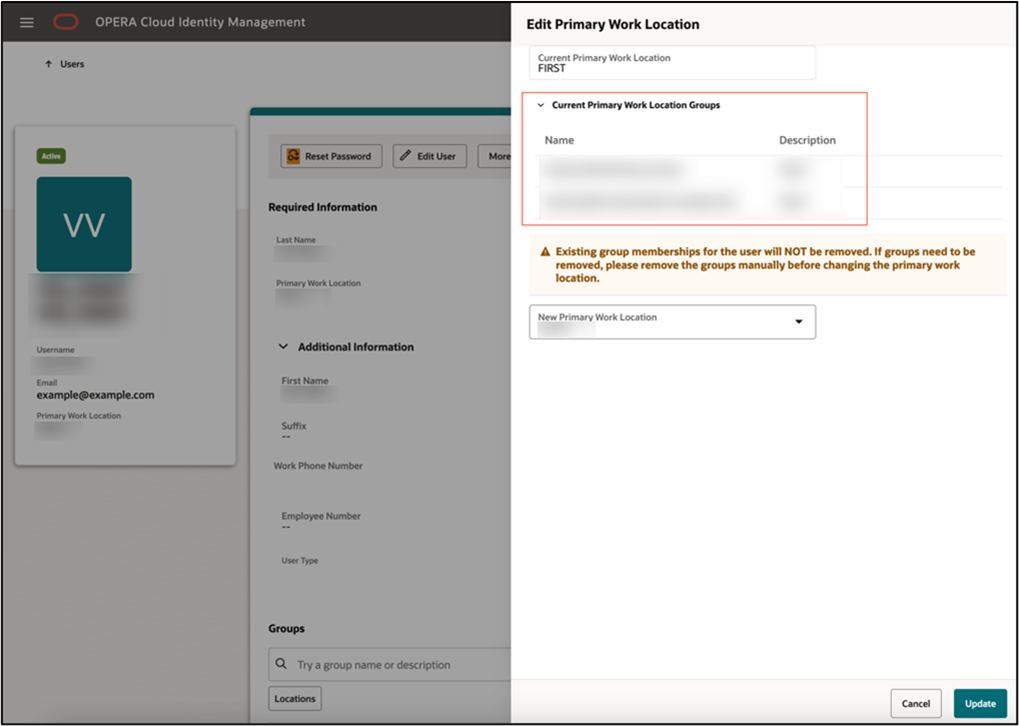 OPERA Cloud Identity Management
Users
Active
VV
Username
Email
example@example.com
Primary Work Location
Reset Password
Edit User
More
Required Information
Last Name
Primary Work Location
Additional Information
First Name
Suffix
--
Work Phone Number
Employee Number
--
User Type
Groups
Try a group name or description
Locations
Edit Primary Work Location
Current Primary Work Location
FIRST
Current Primary Work Location Groups
Name Description
Existing group memberships for the user will NOT be removed. If groups need to be
removed, please remove the groups manually before changing the primary work
location.
New Primary Work Location
Cancel Update